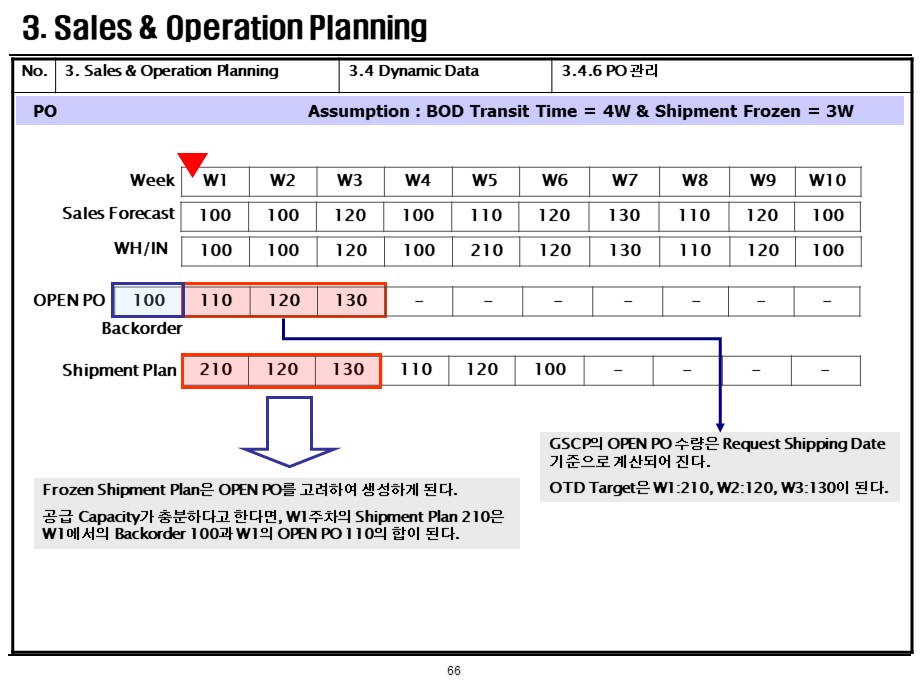 3. Sales & Operation Planning
No. 3. Sales & Operation Planning 3.4 Dynamic Data 3.4.6 PO 관리
PO Assumption : BOD Transit Time = 4W & Shipment Frozen = 3W
Week W1 W2 W3 W4 W5 W6 W7 W8 W9 W10
Sales Forecast 100 100 120 100 110 120 130 110 120 100
WH/IN 100 100 120 100 210 120 130 110 120 100
OPEN PO 100 110 120 130 – – – – – – –
Backorder
Shipment Plan 210 120 130 110 120 100 – – – –
GSCP의 OPEN PO 수량은 Request Shipping Date
기준으로 계산되어 진다.
OTD Target은 W1:210, W2:120, W3:130이 된다.
Frozen Shipment Plan은 OPEN PO를 고려하여 생성하게 된다.
공급 Capacity가 충분하다고 한다면, W1주차의 Shipment Plan 210은
W1에서의 Backorder 100과 W1의 OPEN PO 110의 합이 된다.
66